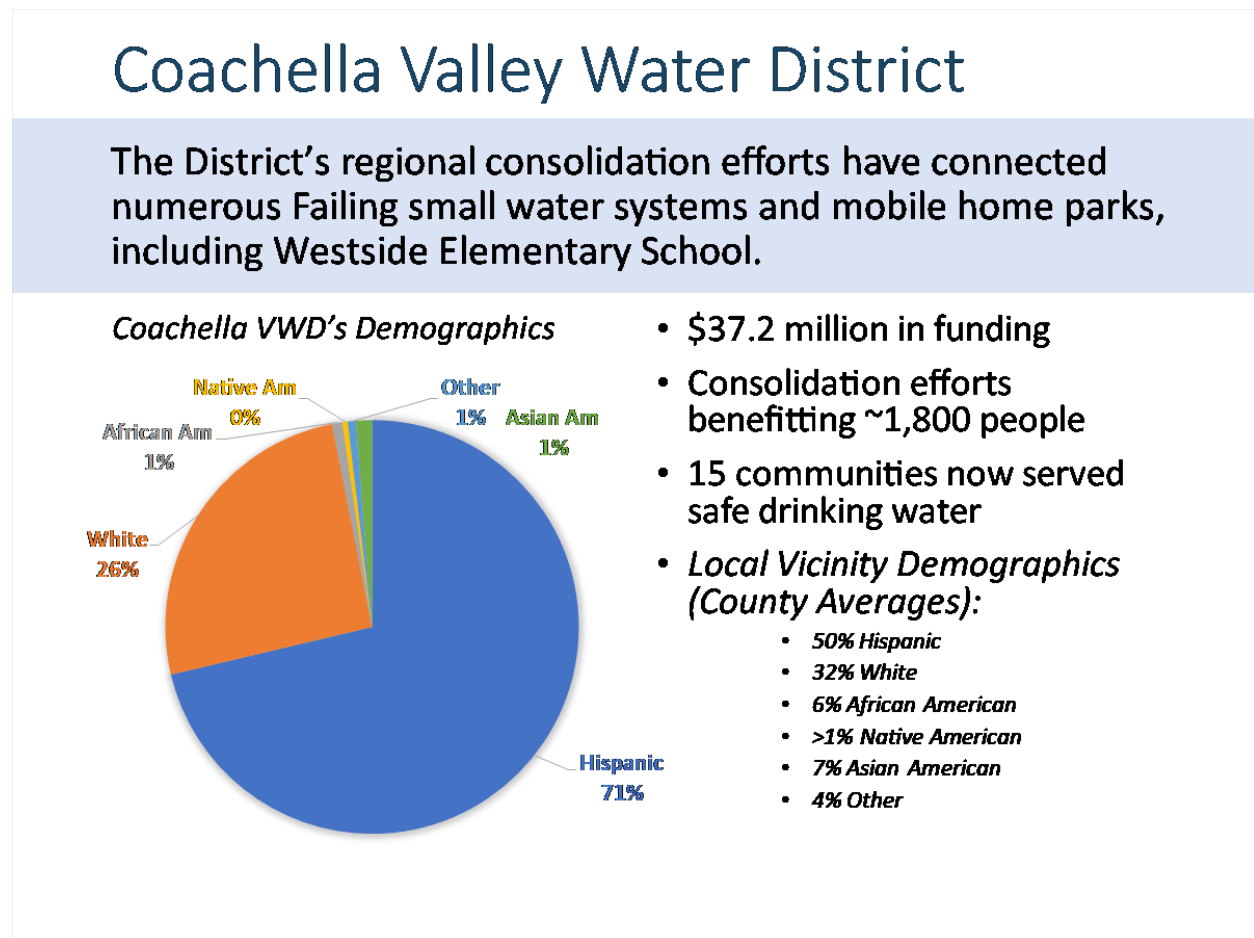 Coachella Valley Water District
The District's regional consolidation efforts have connected
numerous Failing small water systems and mobile home parks,
including Westside Elementary School.
Coachella VWD's Demographics
Native Am
0%
Other
1%
Asian Am
1%
African Am
1%
White
26%
Hispanic
71%
• $37.2 million in funding
• Consolidation efforts
benefitting ~1,800 people
• 15 communities now served
safe drinking water
• Local Vicinity Demographics
(County Averages):
• 50% Hispanic
• 32% White
• 6% African American
• >1% Native American
• 7% Asian American
• 4% Other